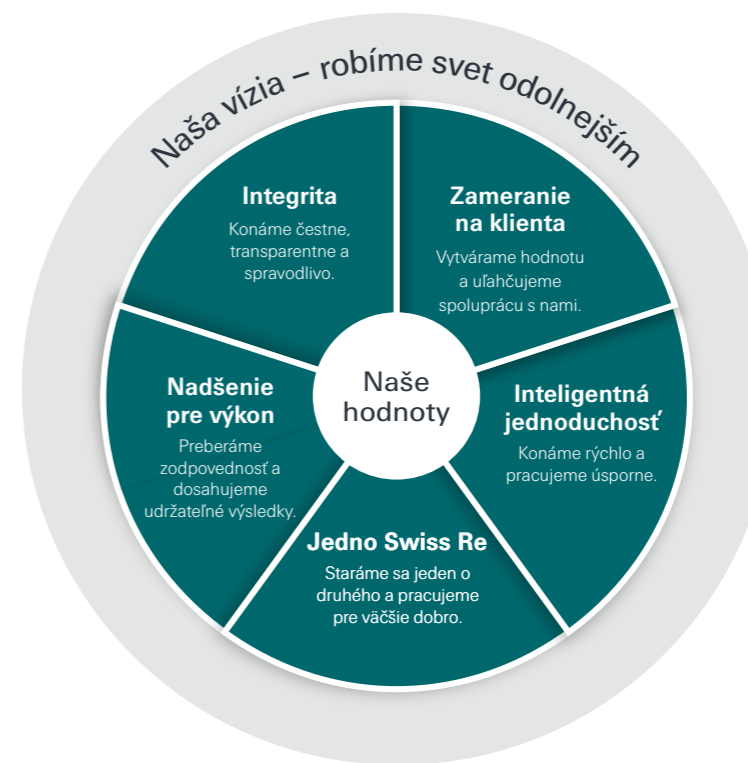 Naša vízia – robíme svet odolnejším
Integrita
Konáme čestne,
transparentne a
spravodlivo.
Zameranie
na klienta
Vytvárame hodnotu
a uľahčujeme
spoluprácu s nami.
Nadšenie
pre výkon
Preberáme
zodpovednosť a
dosahujeme
udržateľné výsledky.
Naše
hodnoty
Inteligentná
jednoduchosť
Konáme rýchlo a
pracujeme úsporne.
Jedno Swiss Re
Staráme sa jeden o
druhého a pracujeme
pre väčšie dobro.